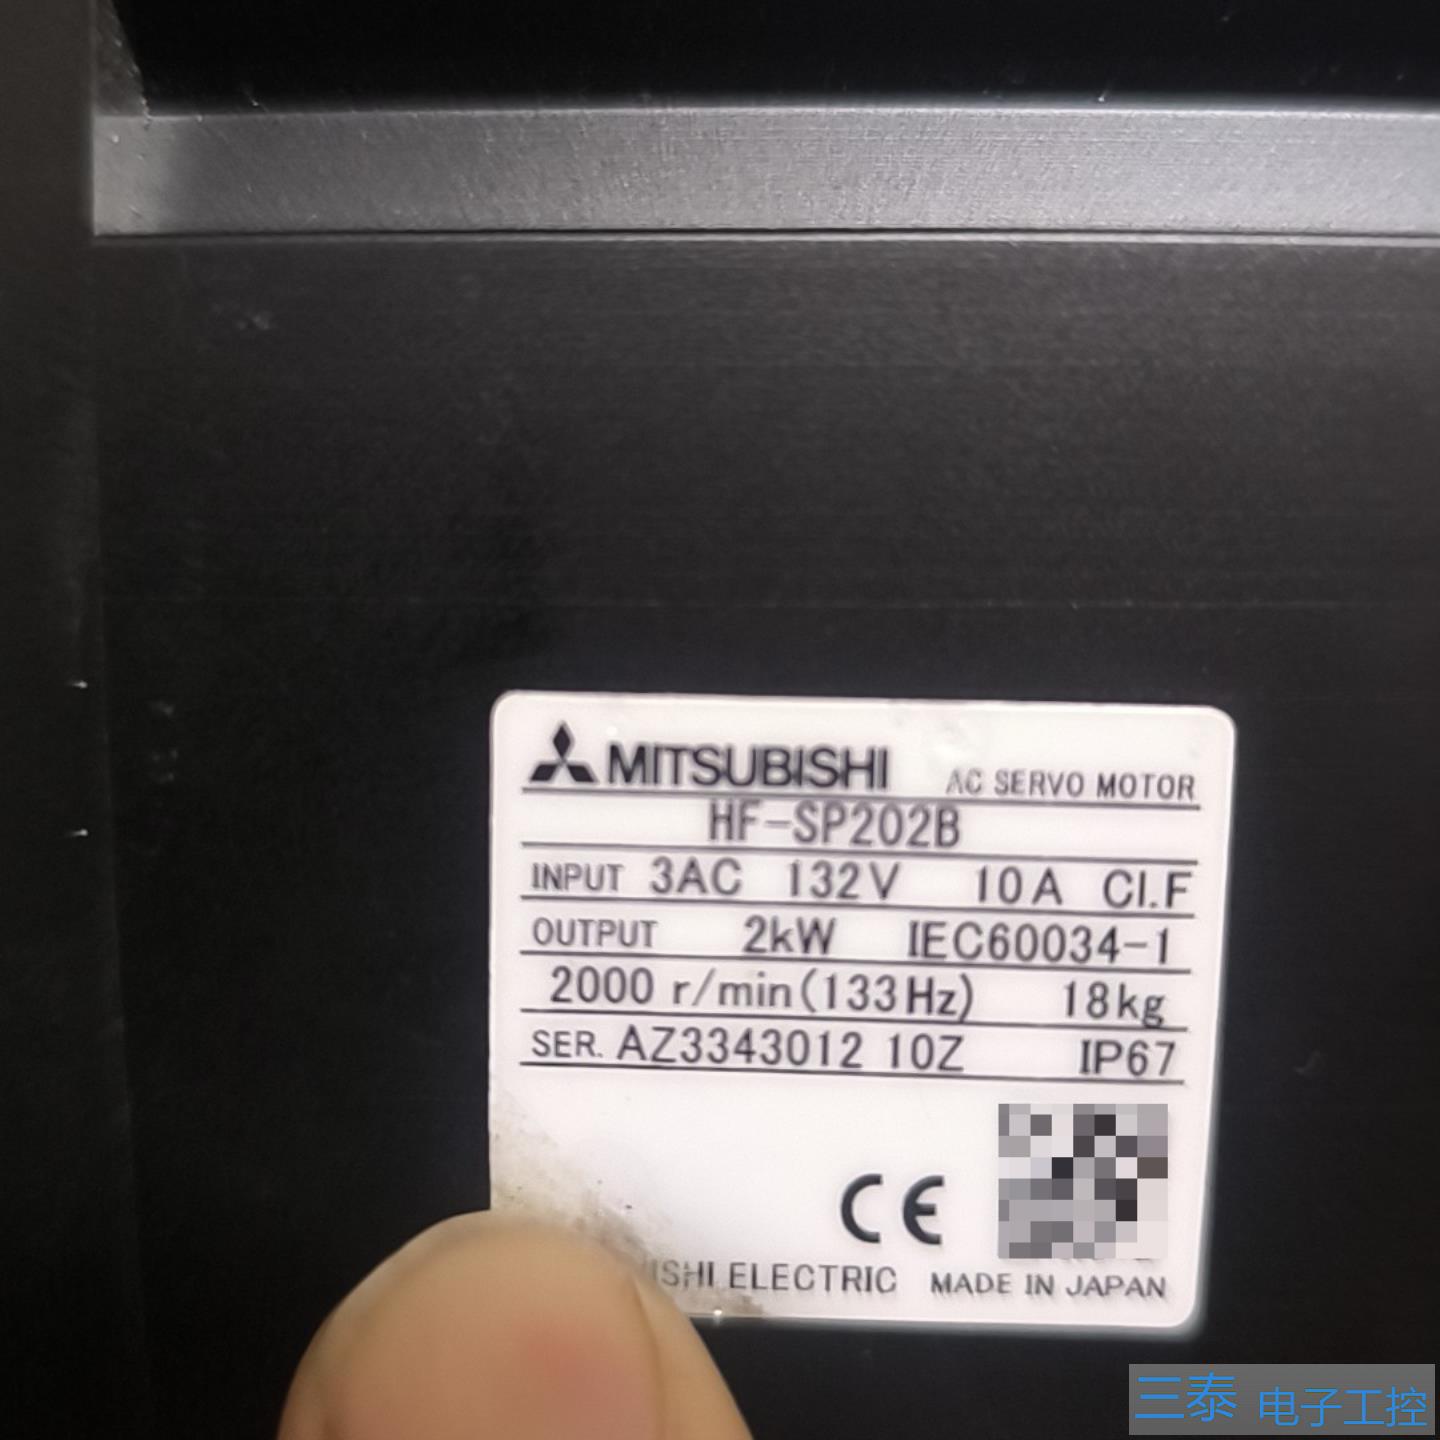 MITSUBISHI AC SERVO MOTOR
HF-SP202B
INPUT 3AC 132V 10A CI.F
OUTPUT 2kW IEC60034-1
2000 r/min(133Hz) 18kg
SER. AZ3343012 10Z IP67
CE
ELECTRIC MADE IN JAPAN
三泰 电子工控